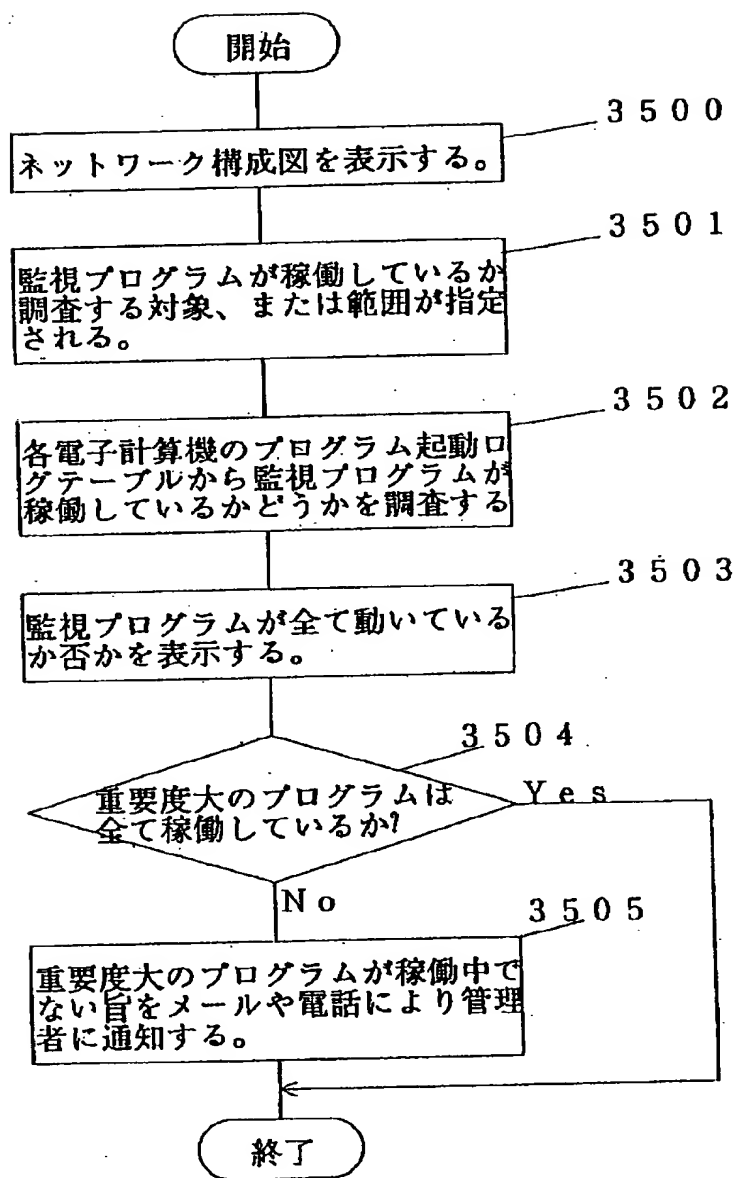 開始
3500
ネットワーク構成図を表示する。
3501
監視プログラムが稼働しているか
調査する対象、または範囲が指定
される。
3502
各電子計算機のプログラム起動ロ
グテーブルから監視プログラムが
稼働しているかどうかを調査する
3503
監視プログラムが全て動いている
か否かを表示する。
3504
重要度大のプログラムは
全て稼働しているか?
Yes
No
3505
重要度大のプログラムが稼働中で
ない旨をメールや電話により管理
者に通知する。
終了